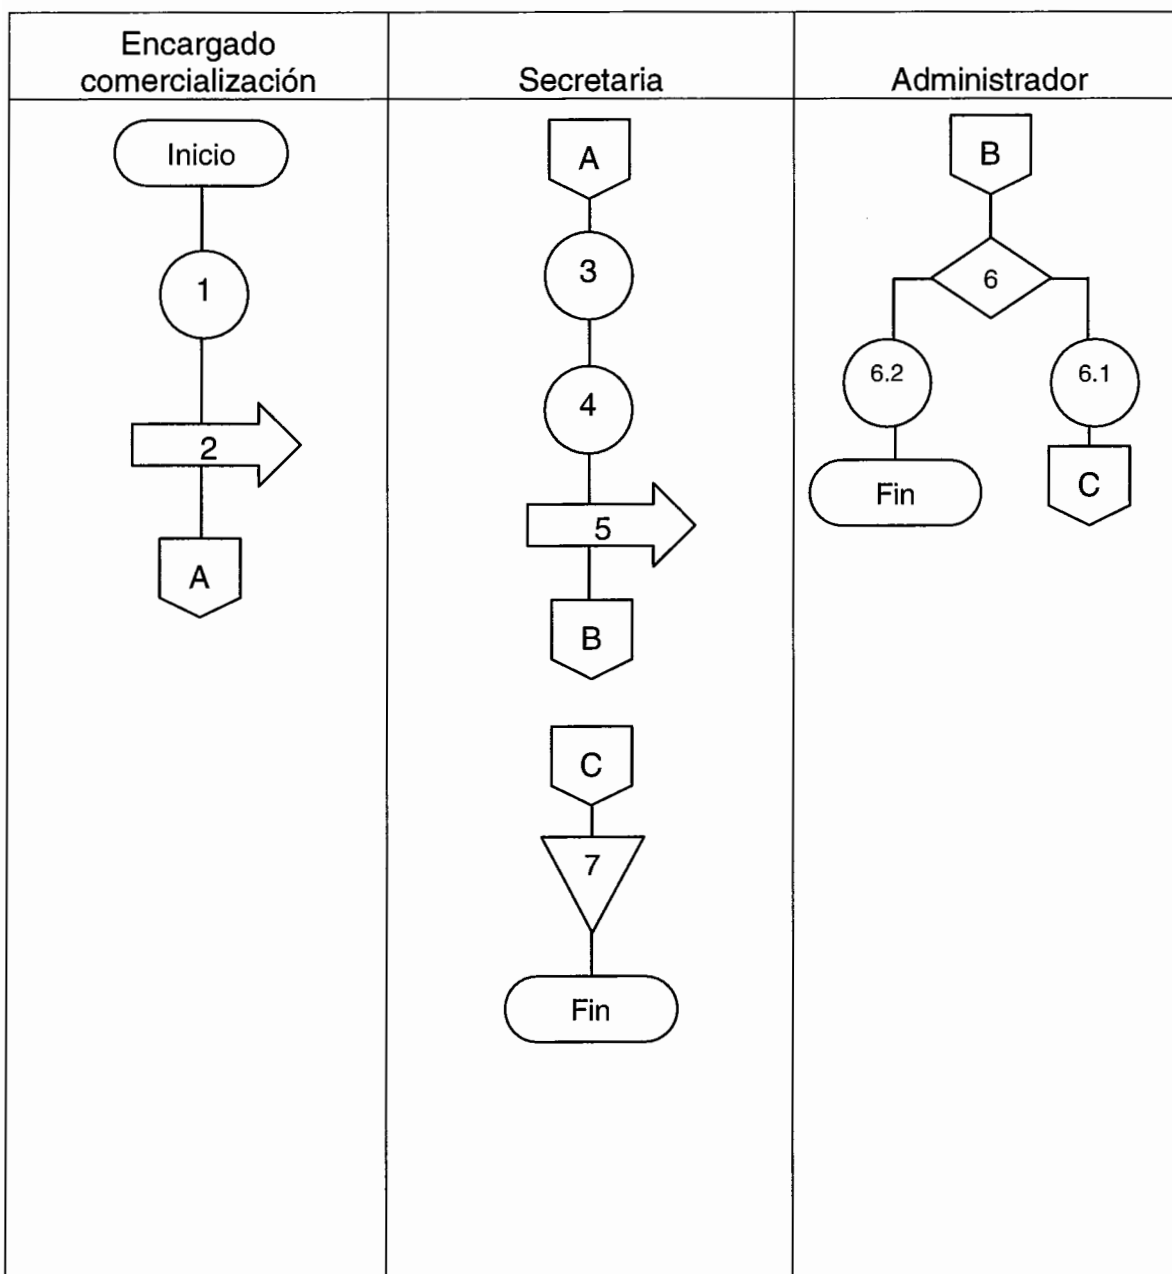 Encargado
comercialización
Secretaria
Administrador
Inicio
1
2
A
A
3
4
5
B
C
7
Fin
B
6
6.2
6.1
Fin
C